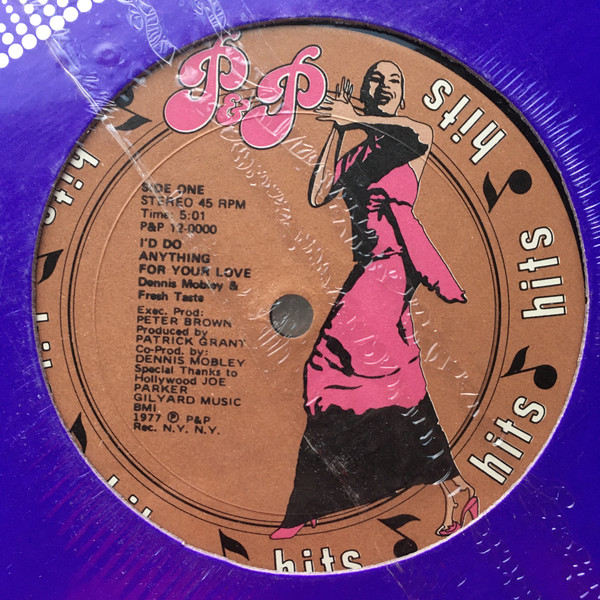 P&P
SIDE ONE
STEREO 45 RPM
Time: 5:01
P&P 12-0000
I'D DO
ANYTHING
FOR YOUR LOVE
Dennis Mobley &
Fresh Taste
Exec. Prod:
PETER BROWN
Produced by
PATRICK GRANT
Co-Prod. by:
DENNIS MOBLEY
Special Thanks to
Hollywood JOE
PARKER
GILYARD MUSIC
BMI
1977 Ⓟ P&P
Rec. N.Y. N.Y.
hits
hits
hits
hits
hits